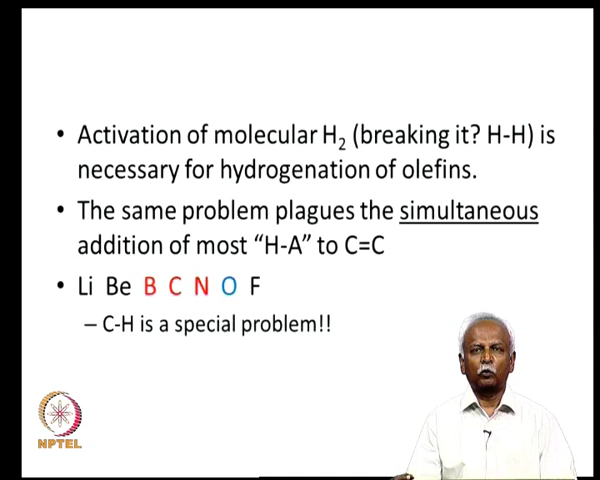 • Activation of molecular H₂ (breaking it? H-H) is
necessary for hydrogenation of olefins.
• The same problem plagues the simultaneous
addition of most “H-A” to C=C
• Li Be B C N O F
– C-H is a special problem!!
NPTEL